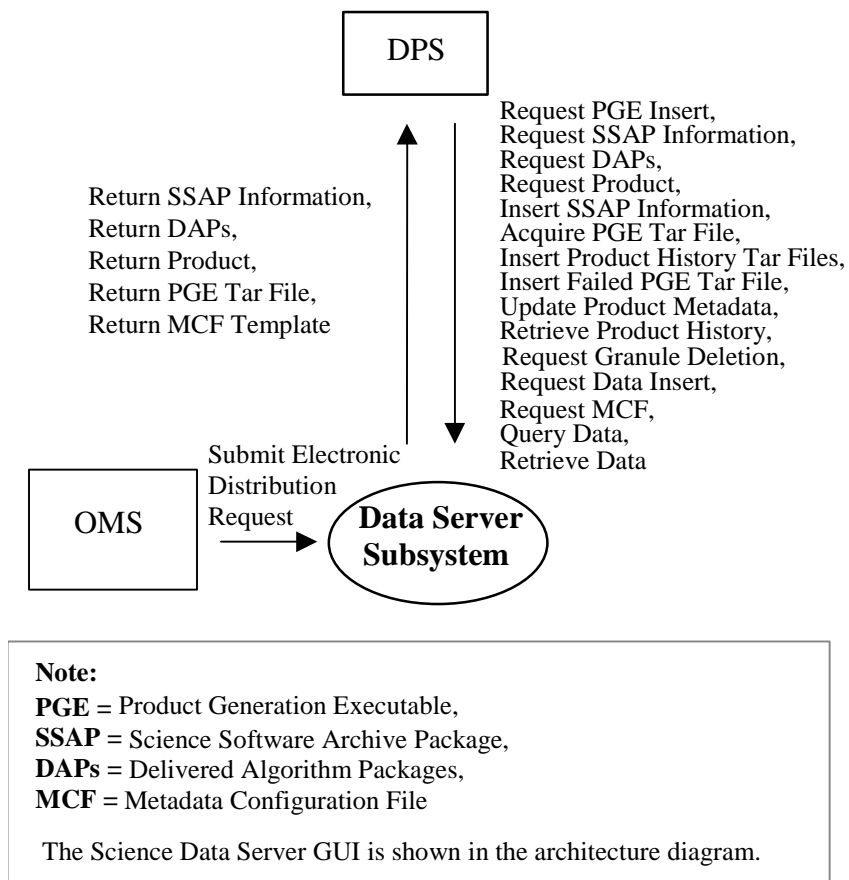 DPS
Request PGE Insert,
Request SSAP Information,
Request DAPs,
Request Product,
Insert SSAP Information,
Acquire PGE Tar File,
Insert Product History Tar Files,
Insert Failed PGE Tar File,
Update Product Metadata,
Retrieve Product History,
Request Granule Deletion,
Request Data Insert,
Request MCF,
Query Data,
Retrieve Data
Return SSAP Information,
Return DAPs,
Return Product,
Return PGE Tar File,
Return MCF Template
OMS
Submit Electronic
Distribution
Request
Data Server
Subsystem
Note:
PGE = Product Generation Executable,
SSAP = Science Software Archive Package,
DAPs = Delivered Algorithm Packages,
MCF = Metadata Configuration File
The Science Data Server GUI is shown in the architecture diagram.